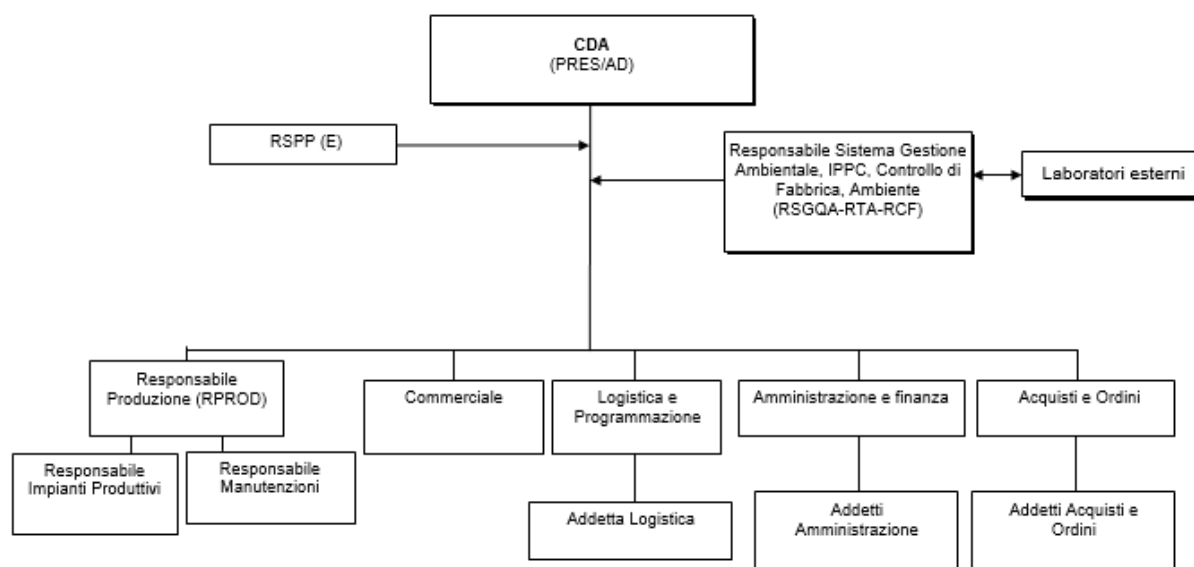 CDA
(PRES/AD)
RSPP (E)
Responsabile Sistema Gestione
Ambientale, IPPC, Controllo di
Fabbrica, Ambiente
(RSGQA-RTA-RCF)
Laboratori esterni
Responsabile
Produzione (RPROD)
Commerciale
Logistica e
Programmazione
Amministrazione e finanza
Acquisti e Ordini
Responsabile
Impianti Produttivi
Responsabile
Manutenzioni
Addetta Logistica
Addetti
Amministrazione
Addetti Acquisti e
Ordini